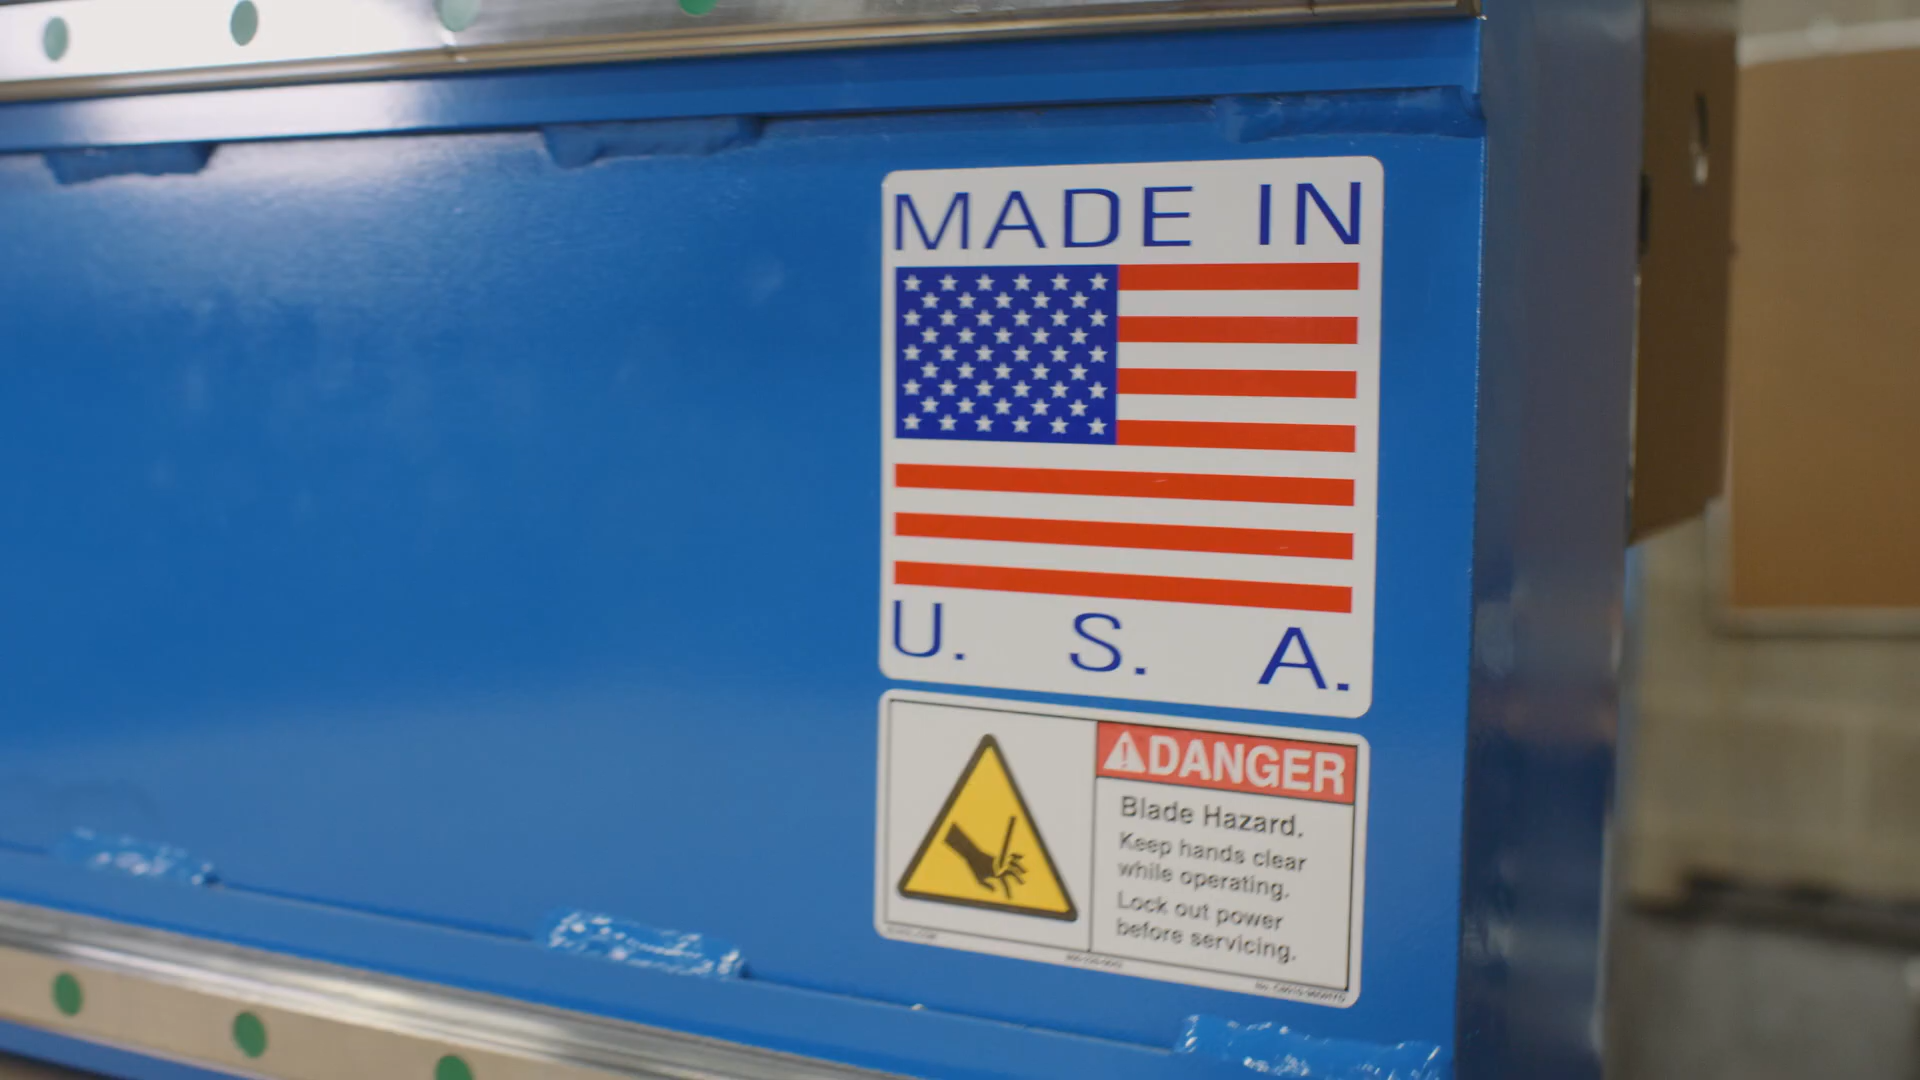 MADE IN
U. S. A.
DANGER
Blade Hazard.
Keep hands clear
while operating.
Lock out power
before servicing.